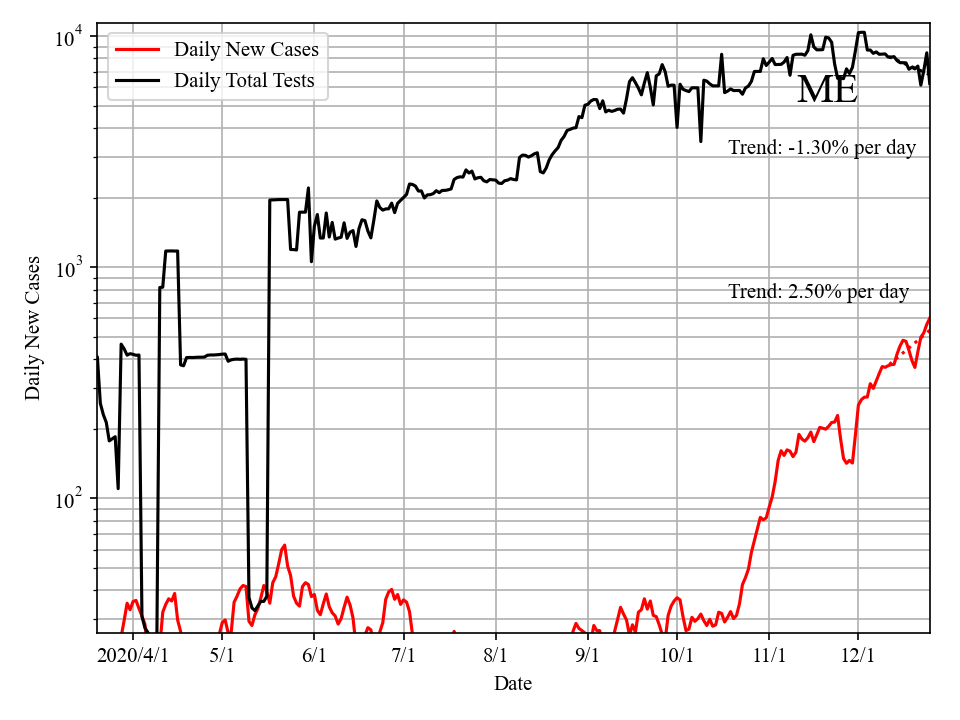 10^4
Daily New Cases
Daily Total Tests
ME
Trend: -1.30% per day
10^3
Trend: 2.50% per day
Daily New Cases
10^2
2020/4/1 5/1 6/1 7/1 8/1 9/1 10/1 11/1 12/1
Date